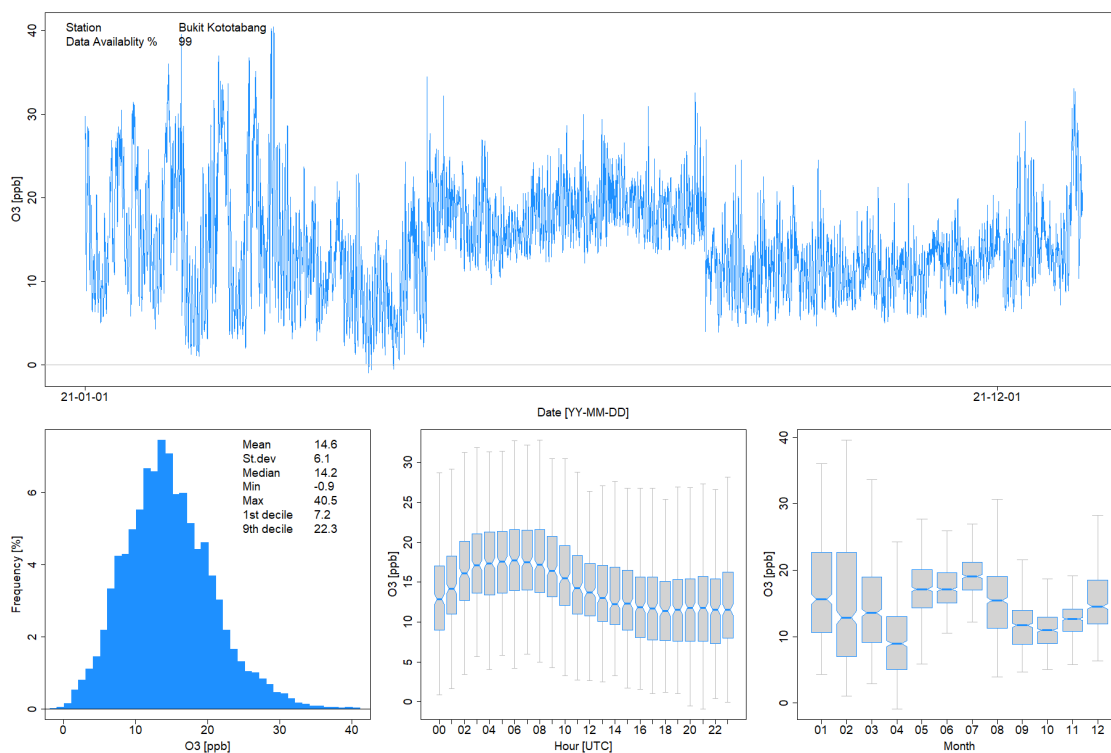 Station Bukit Kototabang
Data Availablity % 99
O3 [ppb]
40
30
20
10
0
21-01-01 21-12-01
Date [YY-MM-DD]
Mean 14.6
St.dev 6.1
Median 14.2
Min -0.9
Max 40.5
1st decile 7.2
9th decile 22.3
Frequency [%]
6
4
2
0
0 10 20 30 40
O3 [ppb]
O3 [ppb]
30
25
20
15
10
5
0
00 02 04 06 08 10 12 14 16 18 20 22
Hour [UTC]
O3 [ppb]
40
30
20
10
0
01 02 03 04 05 06 07 08 09 10 11 12
Month